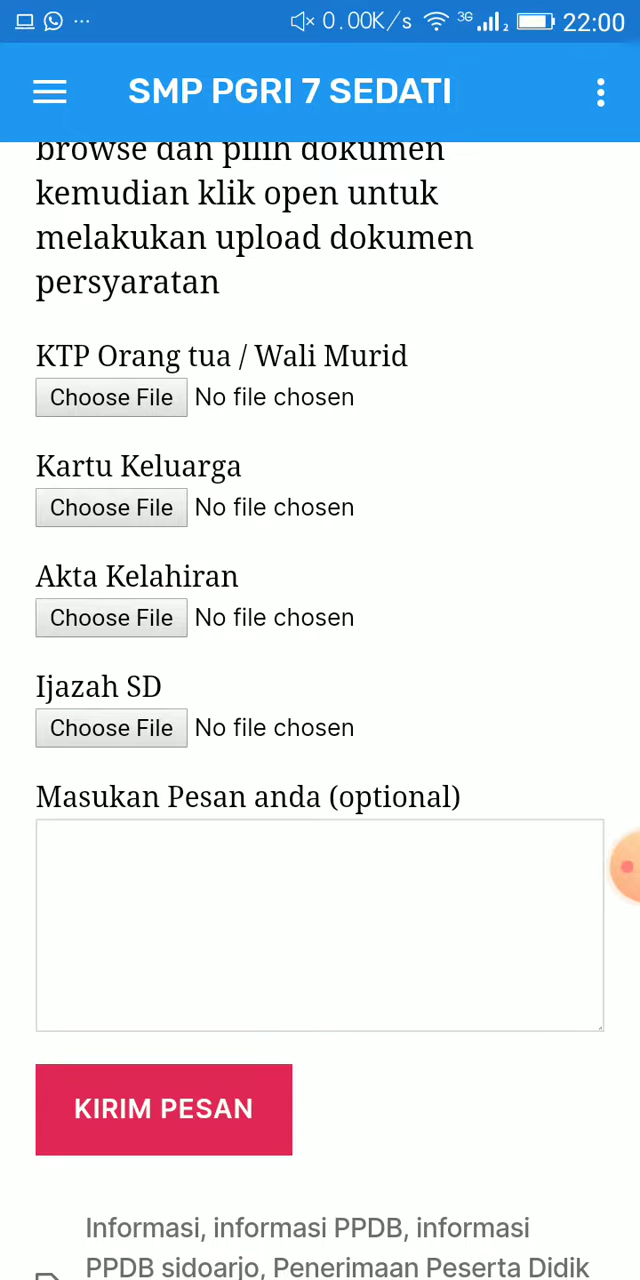 0.00K/s 3G 2 22:00
SMP PGRI 7 SEDATI
browse dan pilih dokumen
kemudian klik open untuk
melakukan upload dokumen
persyaratan
KTP Orang tua / Wali Murid
Choose File No file chosen
Kartu Keluarga
Choose File No file chosen
Akta Kelahiran
Choose File No file chosen
Ijazah SD
Choose File No file chosen
Masukan Pesan anda (optional)
KIRIM PESAN
Informasi, informasi PPDB, informasi
PPDB sidoarjo, Penerimaan Peserta Didik